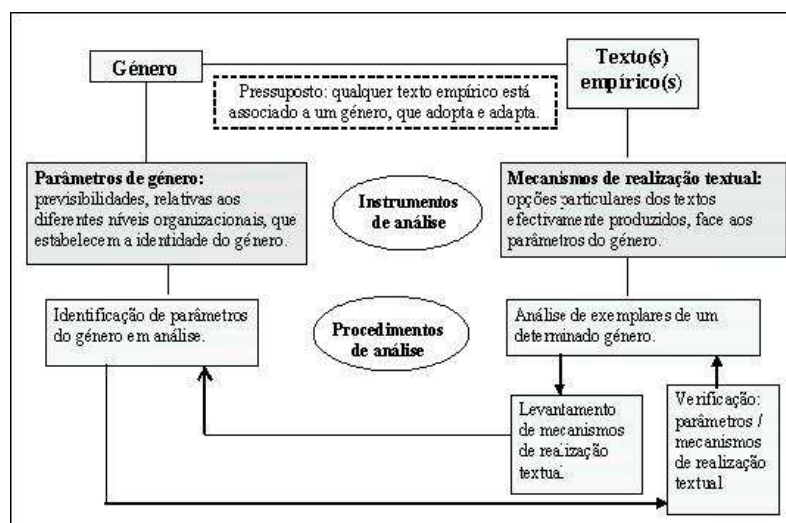 Género
Texto(s)
empírico(s)
Pressuposto: qualquer texto empírico está
associado a um género, que adopta e adapta.
Parâmetros de género:
previsibilidades, relativas aos
diferentes níveis organizacionais, que
estabelecem a identidade do género.
Instrumentos
de análise
Mecanismos de realização textual:
opções particulares dos textos
efectivamente produzidos, face aos
parâmetros do género.
Identificação de parâmetros
do género em análise.
Procedimentos
de análise
Análise de exemplares de um
determinado género.
Levantamento
de mecanismos
de realização
textual.
Verificação:
parâmetros /
mecanismos
de realização
textual